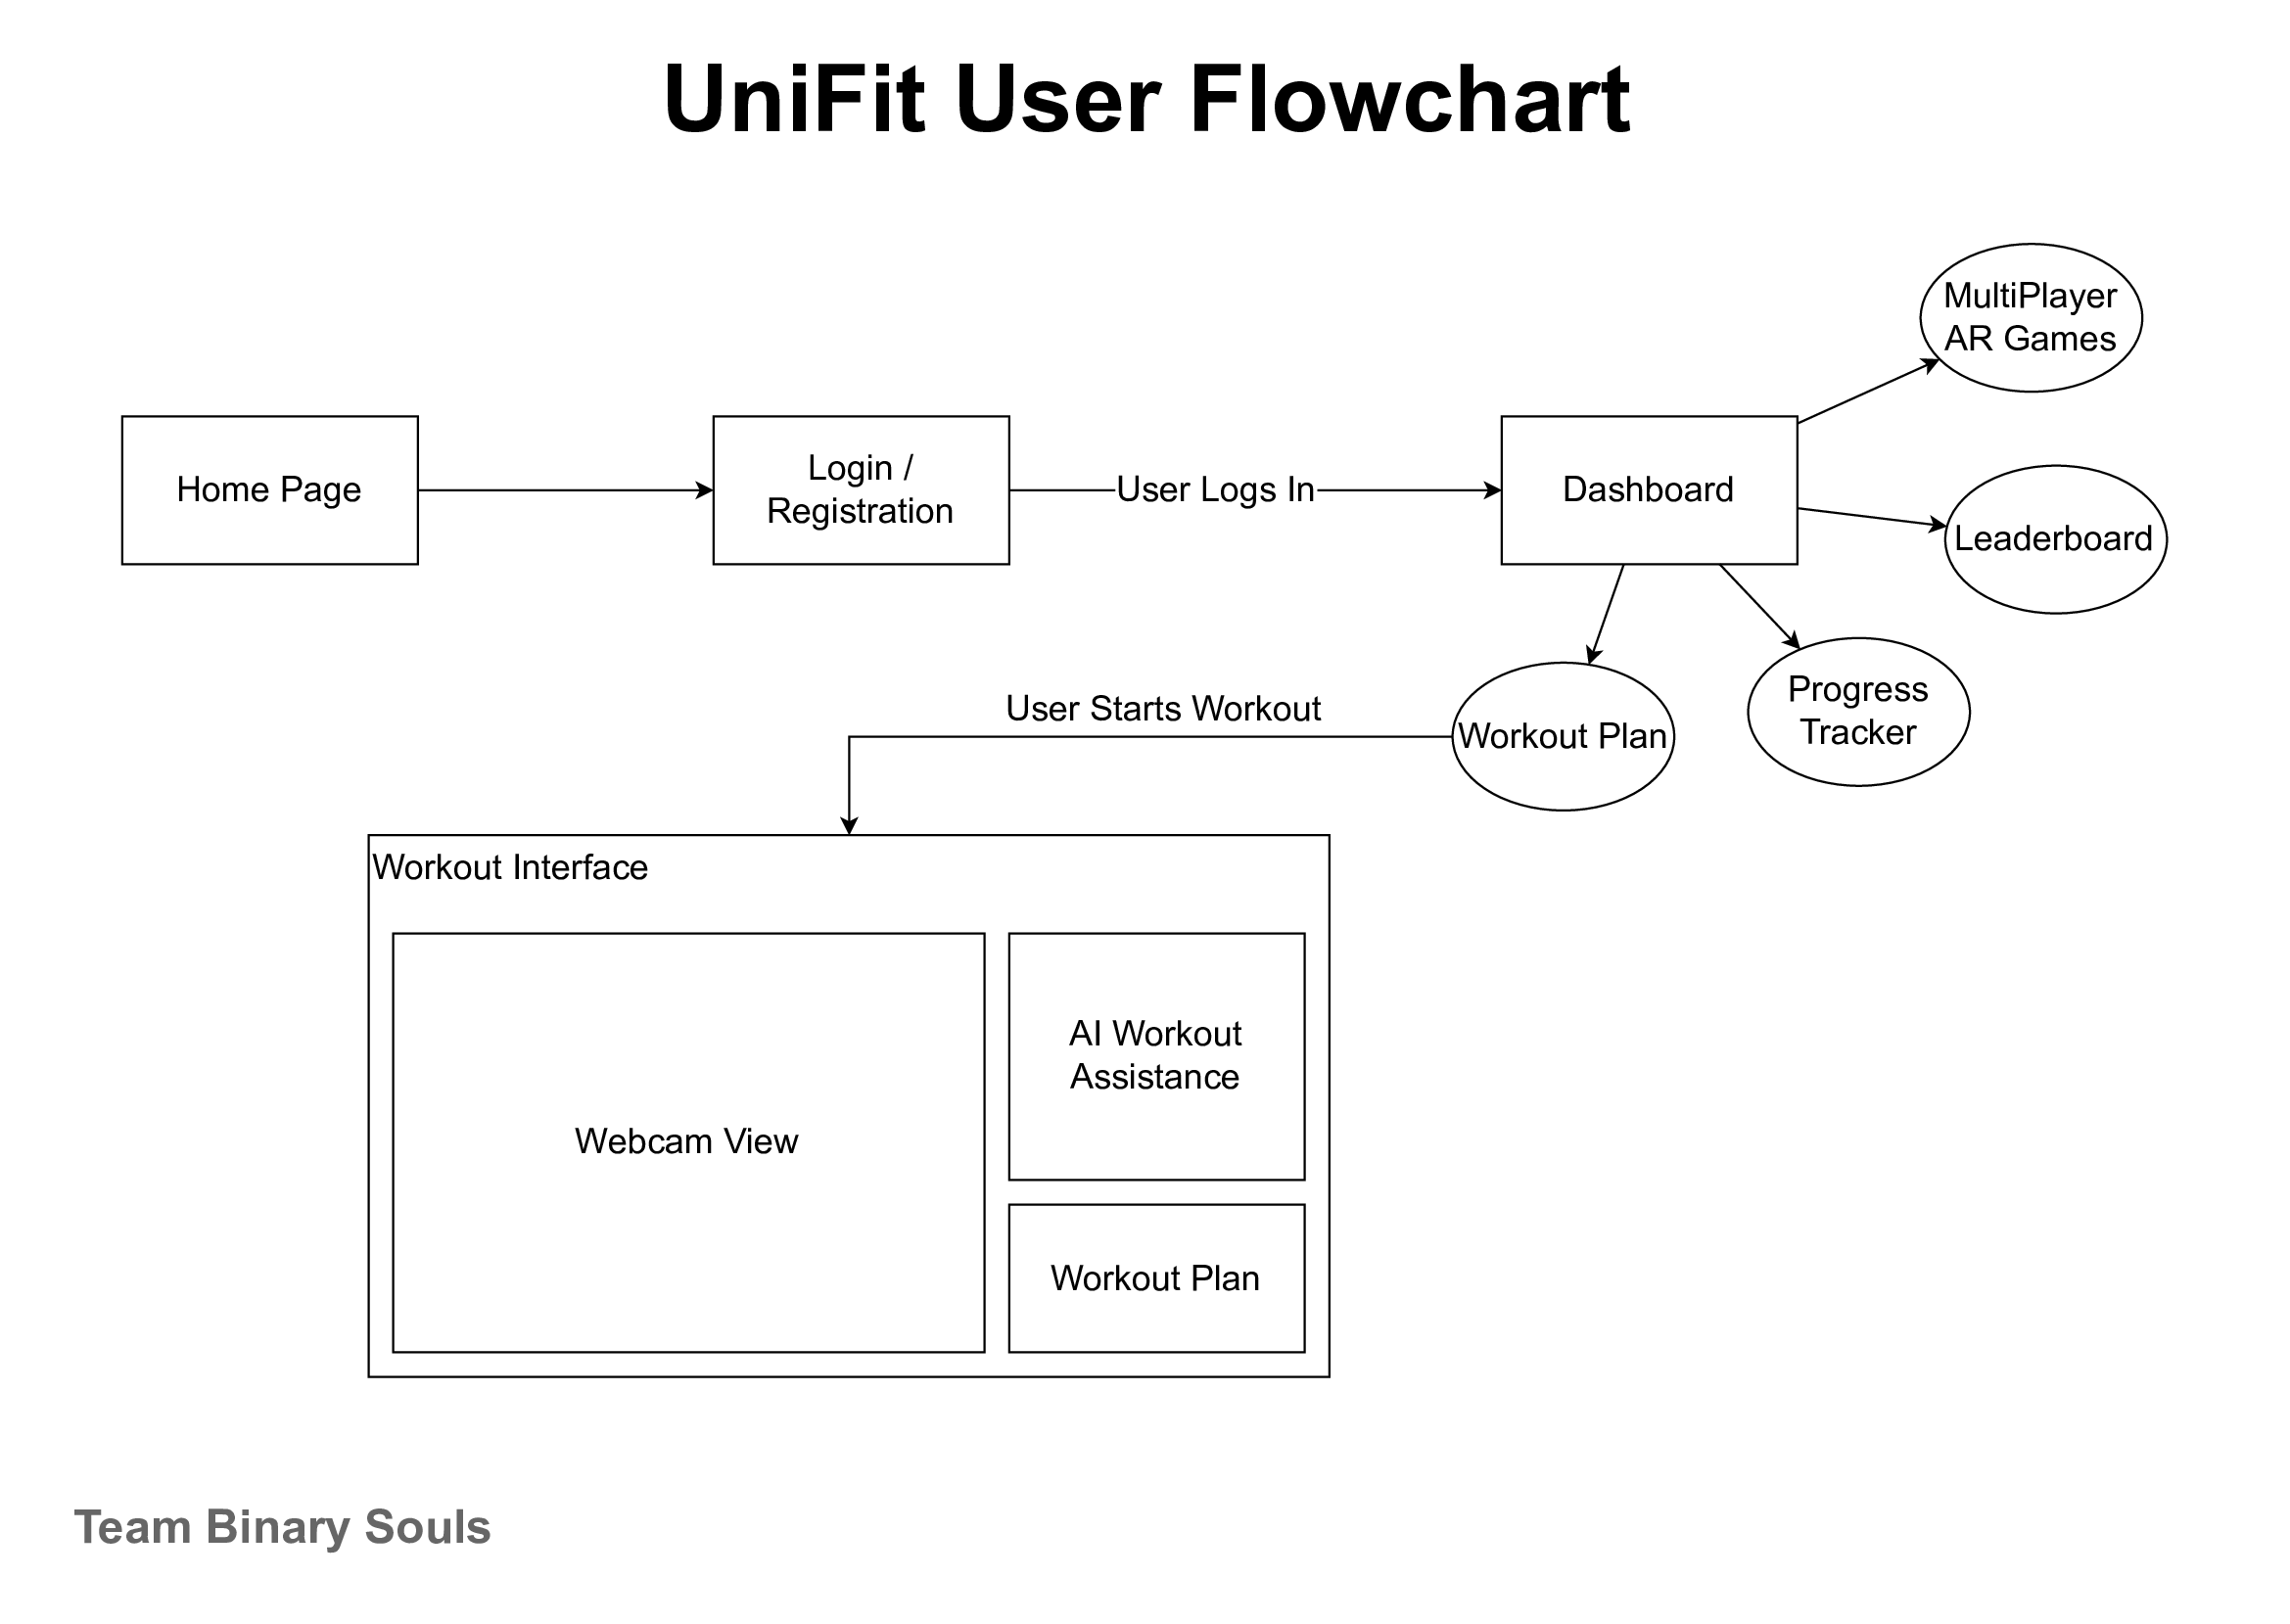 UniFit User Flowchart
MultiPlayer
AR Games
Home Page
Login /
Registration
User Logs In
Dashboard
Leaderboard
Progress
Tracker
User Starts Workout
Workout Plan
Workout Interface
Webcam View
AI Workout
Assistance
Workout Plan
Team Binary Souls